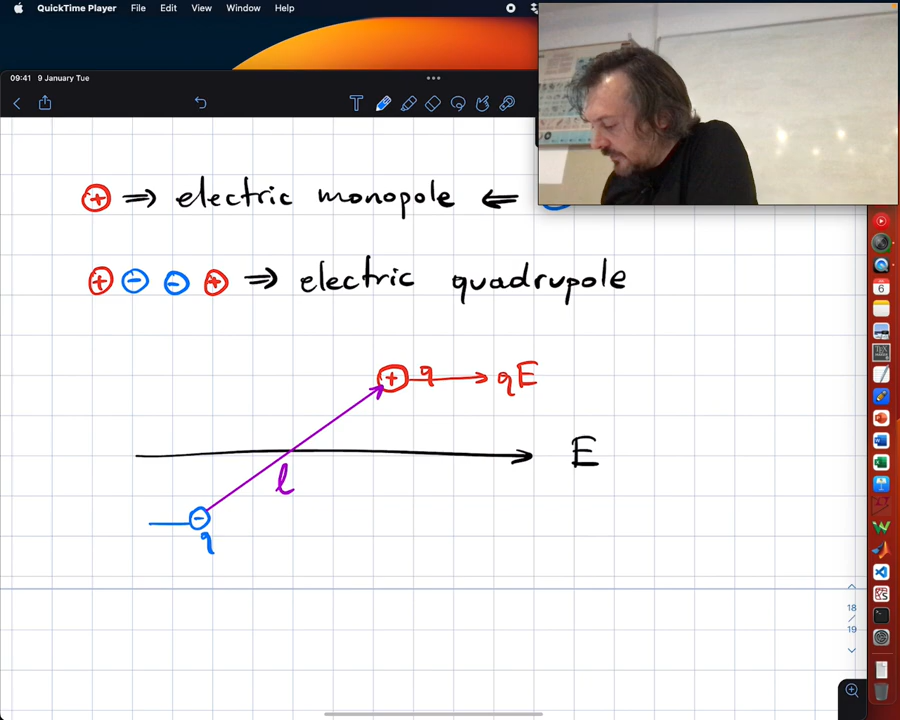 QuickTime Player File Edit View Window Help
09:41 9 January Tue
⊕ ⇒ electric monopole ⇐
⊕ ⊖ ⊖ ⊕ ⇒ electric quadrupole
⊕ q → qE
E
l
⊖
q
6
18
/
19